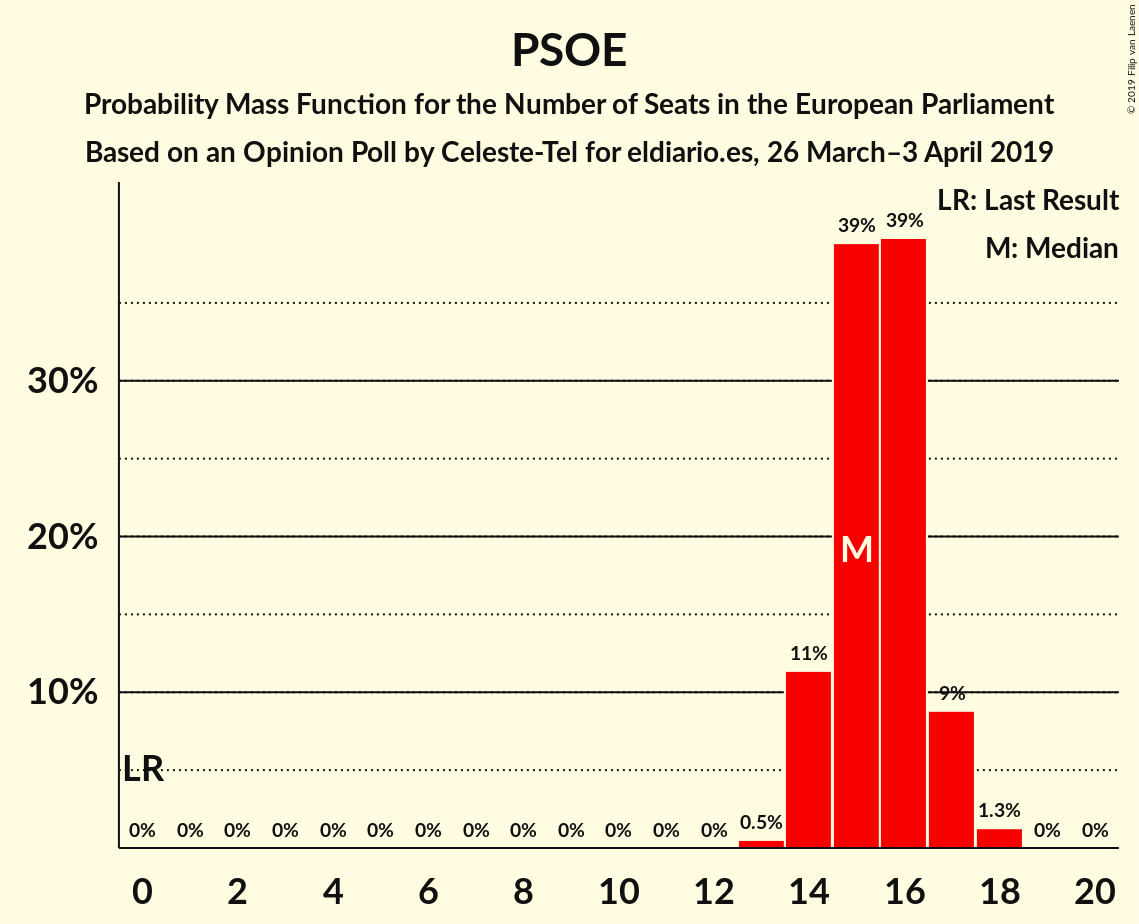 PSOE
Probability Mass Function for the Number of Seats in the European Parliament
Based on an Opinion Poll by Celeste-Tel for eldiario.es, 26 March–3 April 2019
© 2019 Filip van Laenen
LR: Last Result
M: Median
39% 39%
30%
20%
M
11%
10%
9%
LR
0% 0% 0% 0% 0% 0% 0% 0% 0% 0% 0% 0% 0% 0.5% 1.3% 0% 0%
0 2 4 6 8 10 12 14 16 18 20